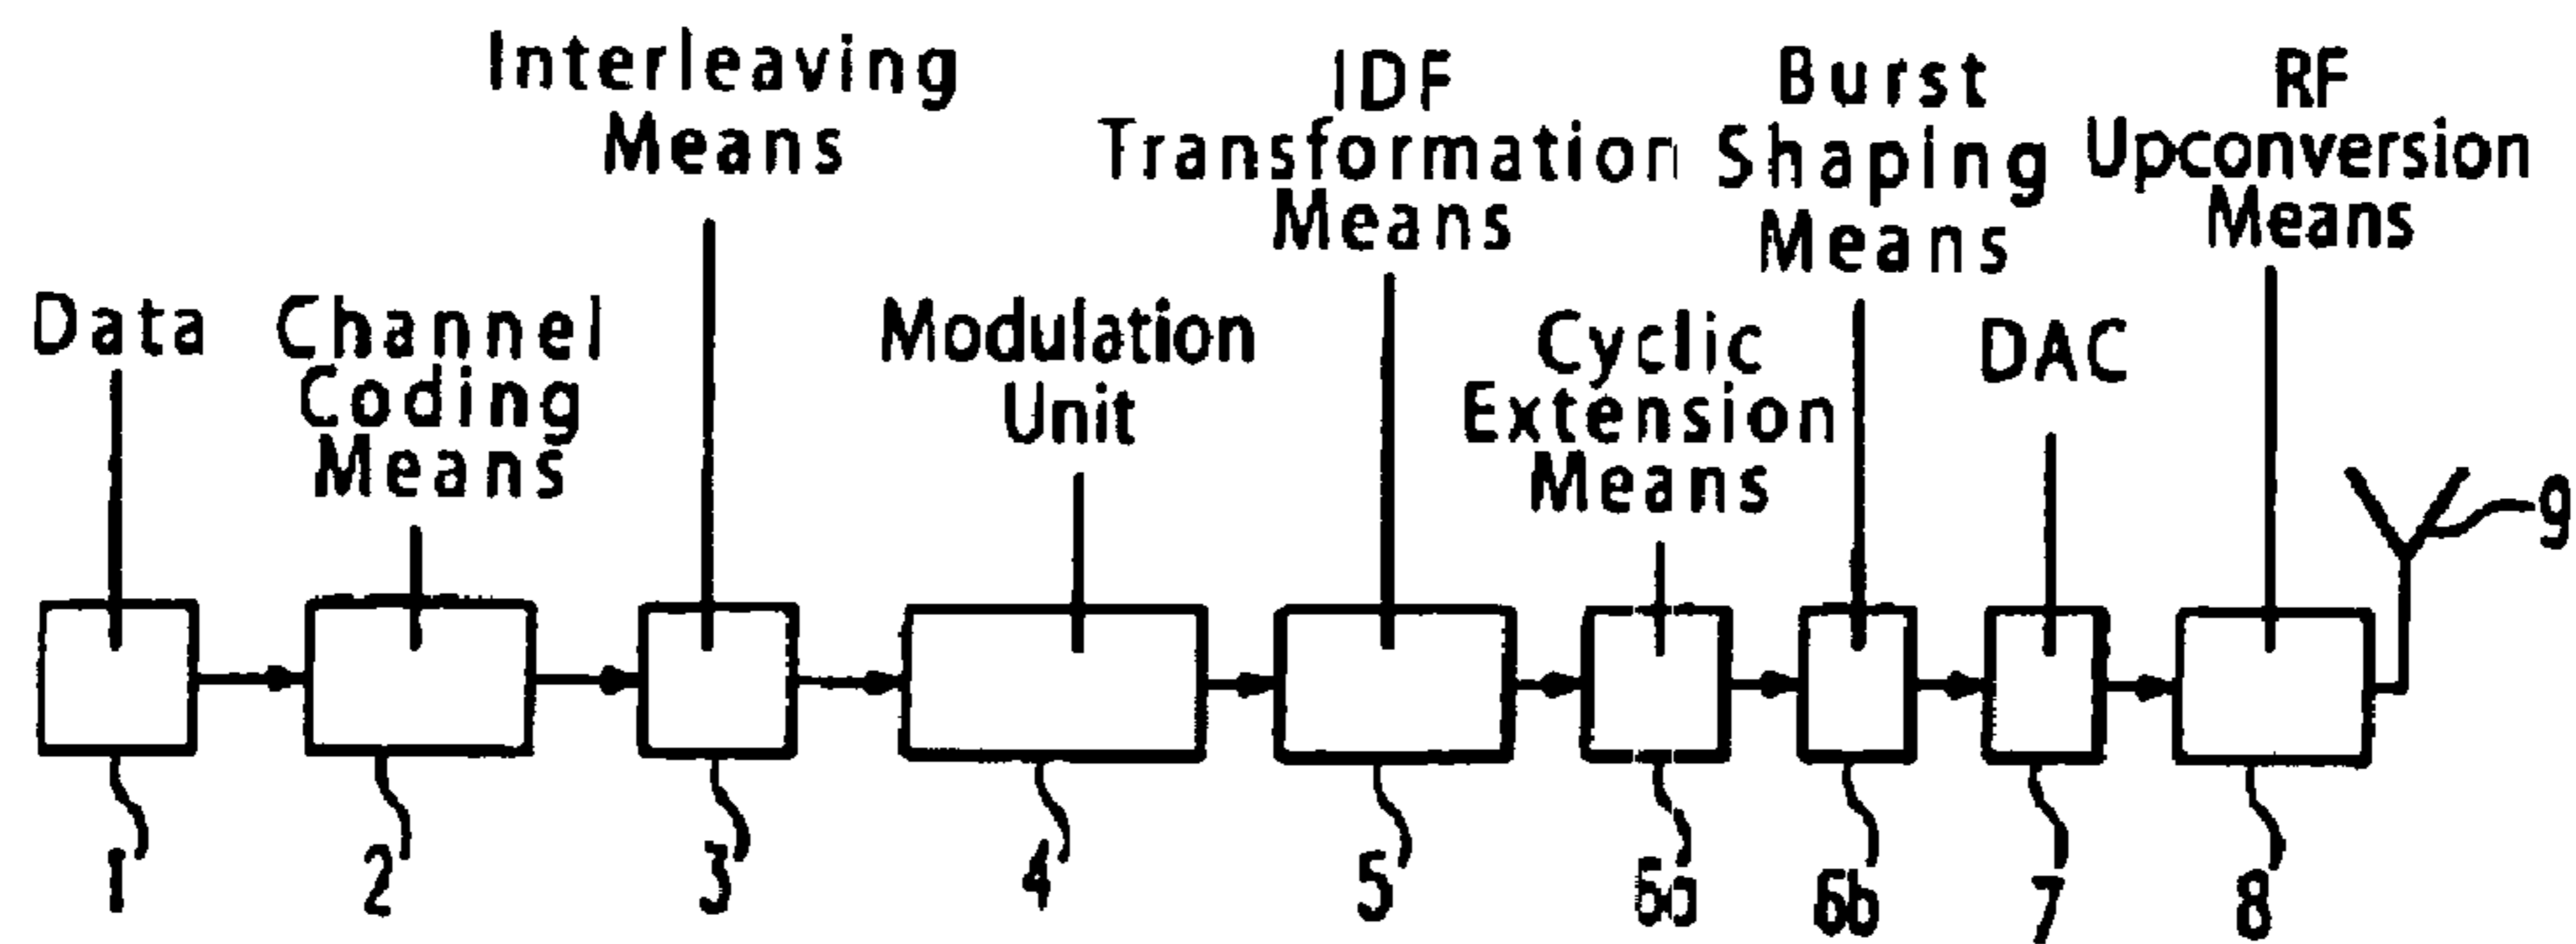 Interleaving
Means
IDF
Transformation
Means
Burst
Shaping
Means
RF
Upconversion
Means
Data
Channel
Coding
Means
Modulation
Unit
Cyclic
Extension
Means
DAC
9
1
2
3
4
5
6a
6b
7
8